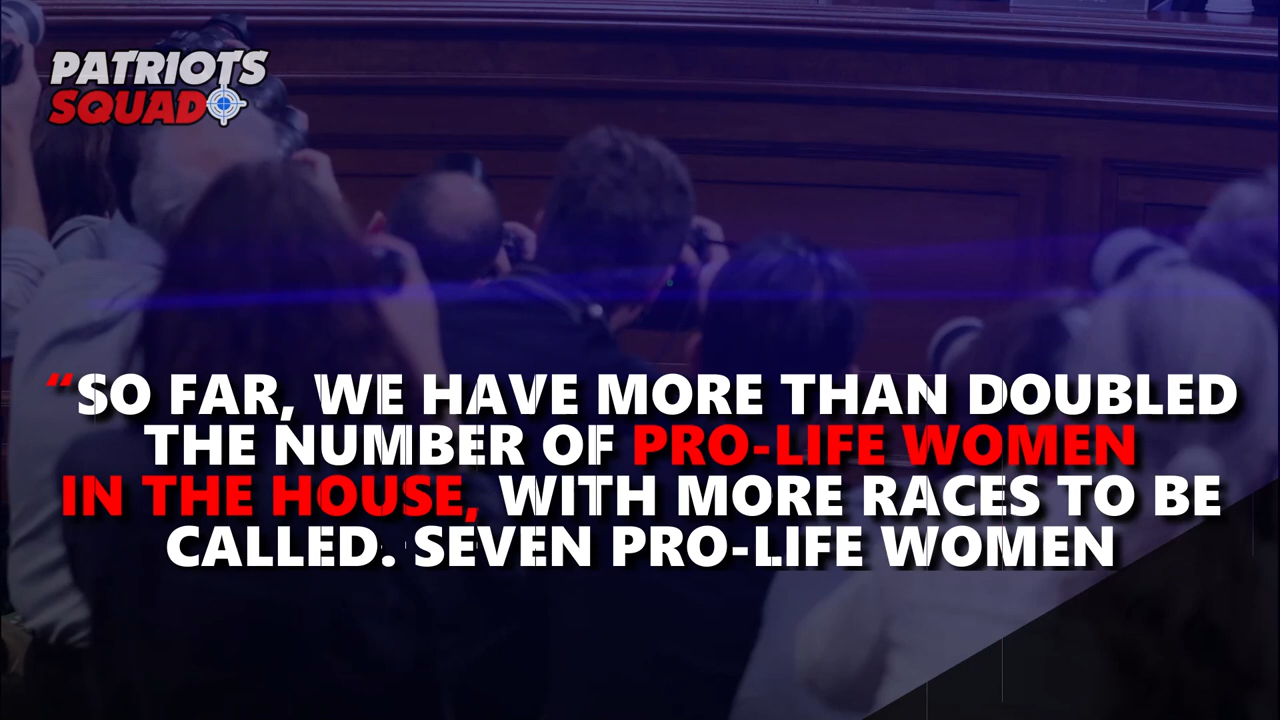 PATRIOTS
SQUAD
“SO FAR, WE HAVE MORE THAN DOUBLED
THE NUMBER OF PRO-LIFE WOMEN
IN THE HOUSE, WITH MORE RACES TO BE
CALLED. SEVEN PRO-LIFE WOMEN